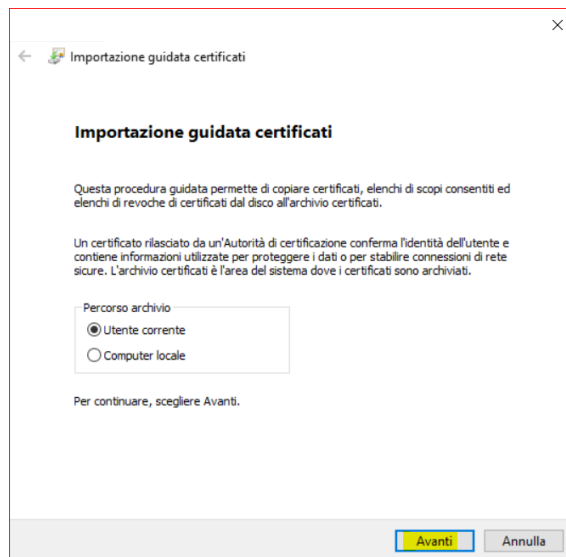 Importazione guidata certificati
Importazione guidata certificati
Questa procedura guidata permette di copiare certificati, elenchi di scopi consentiti ed
elenchi di revoche di certificati dal disco all'archivio certificati.
Un certificato rilasciato da un'Autorità di certificazione conferma l'identità dell'utente e
contiene informazioni utilizzate per proteggere i dati o per stabilire connessioni di rete
sicure. L'archivio certificati è l'area del sistema dove i certificati sono archiviati.
Percorso archivio
Utente corrente
Computer locale
Per continuare, scegliere Avanti.
Avanti
Annulla